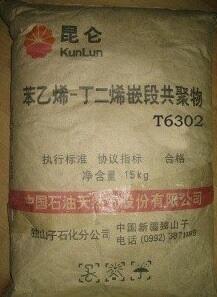 昆仑
KunLun
苯乙烯-丁二烯嵌段共聚物
T6302
执行标准 协议指标 合格
净含量 15kg
中国石油天然气股份有限公司
独山子石化分公司
中国新疆独山子
电话 (0992)